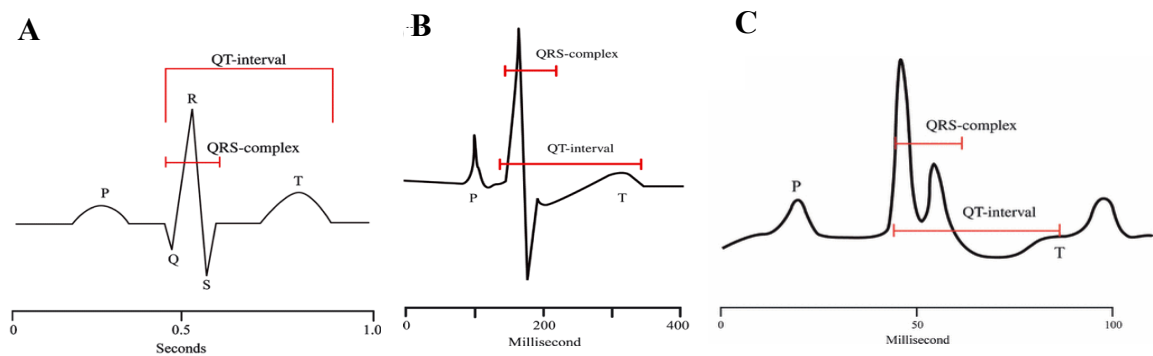 A
QT-interval
R
QRS-complex
P
T
Q
S
0 0.5 1.0
Seconds
B
QRS-complex
QT-interval
P T
0 200 400
Millisecond
C
QRS-complex
P
QT-interval
T
0 50 100
Millisecond